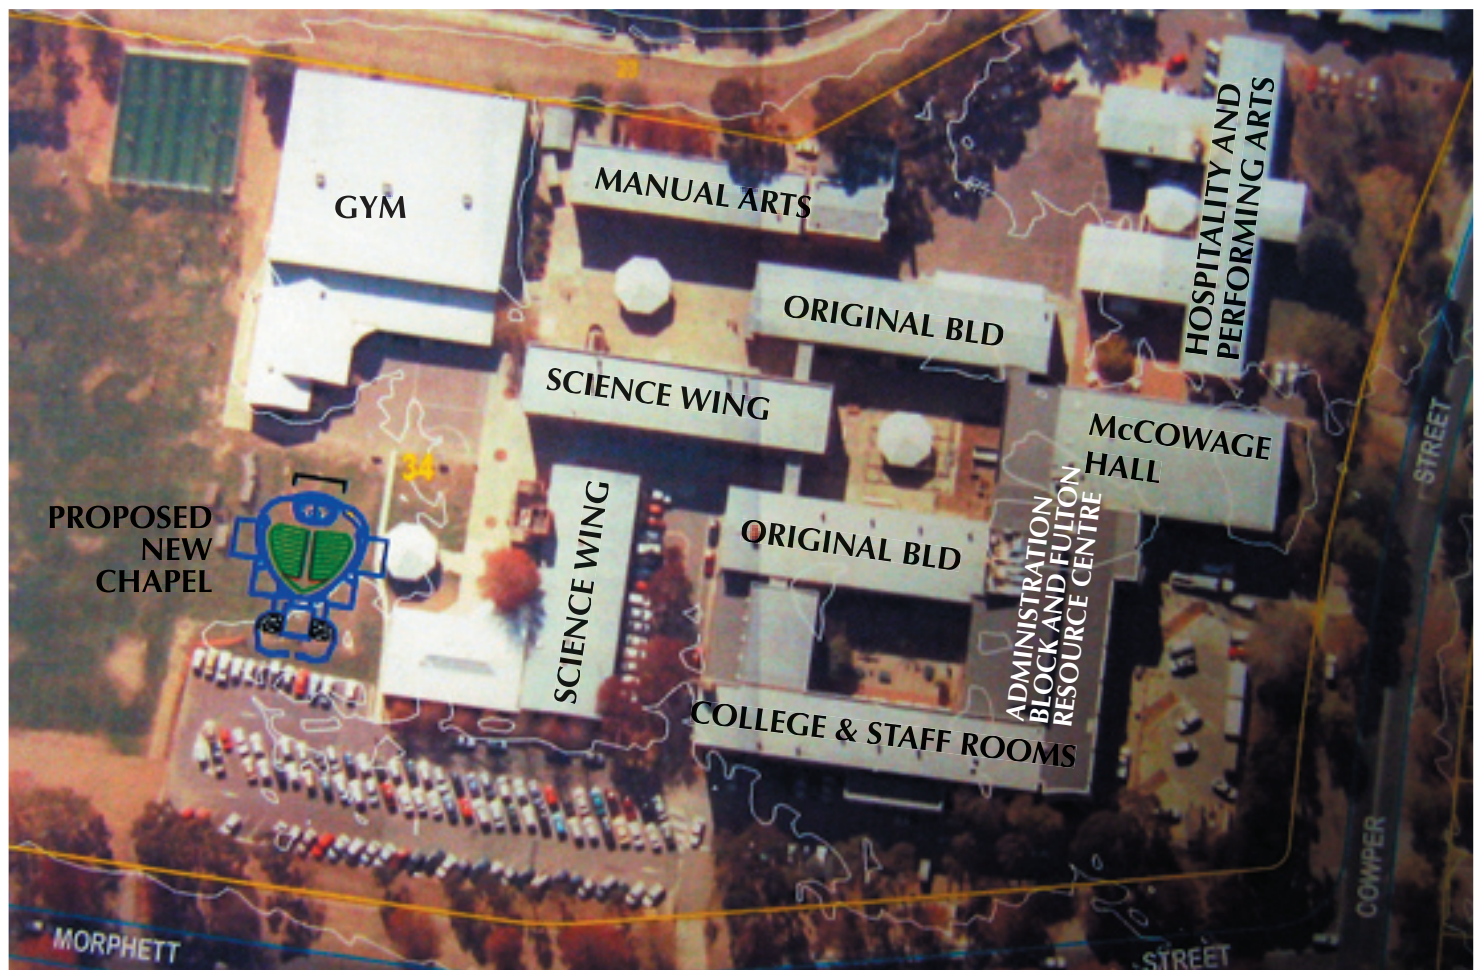 23
GYM
MANUAL ARTS
HOSPITALITY AND
PERFORMING ARTS
ORIGINAL BLD
SCIENCE WING
McCOWAGE
HALL
STREET
34
PROPOSED
NEW
CHAPEL
SCIENCE WING
ORIGINAL BLD
ADMINISTRATION
BLOCK AND FULTON
RESOURCE CENTRE
COLLEGE & STAFF ROOMS
COWPER
MORPHETT
STREET